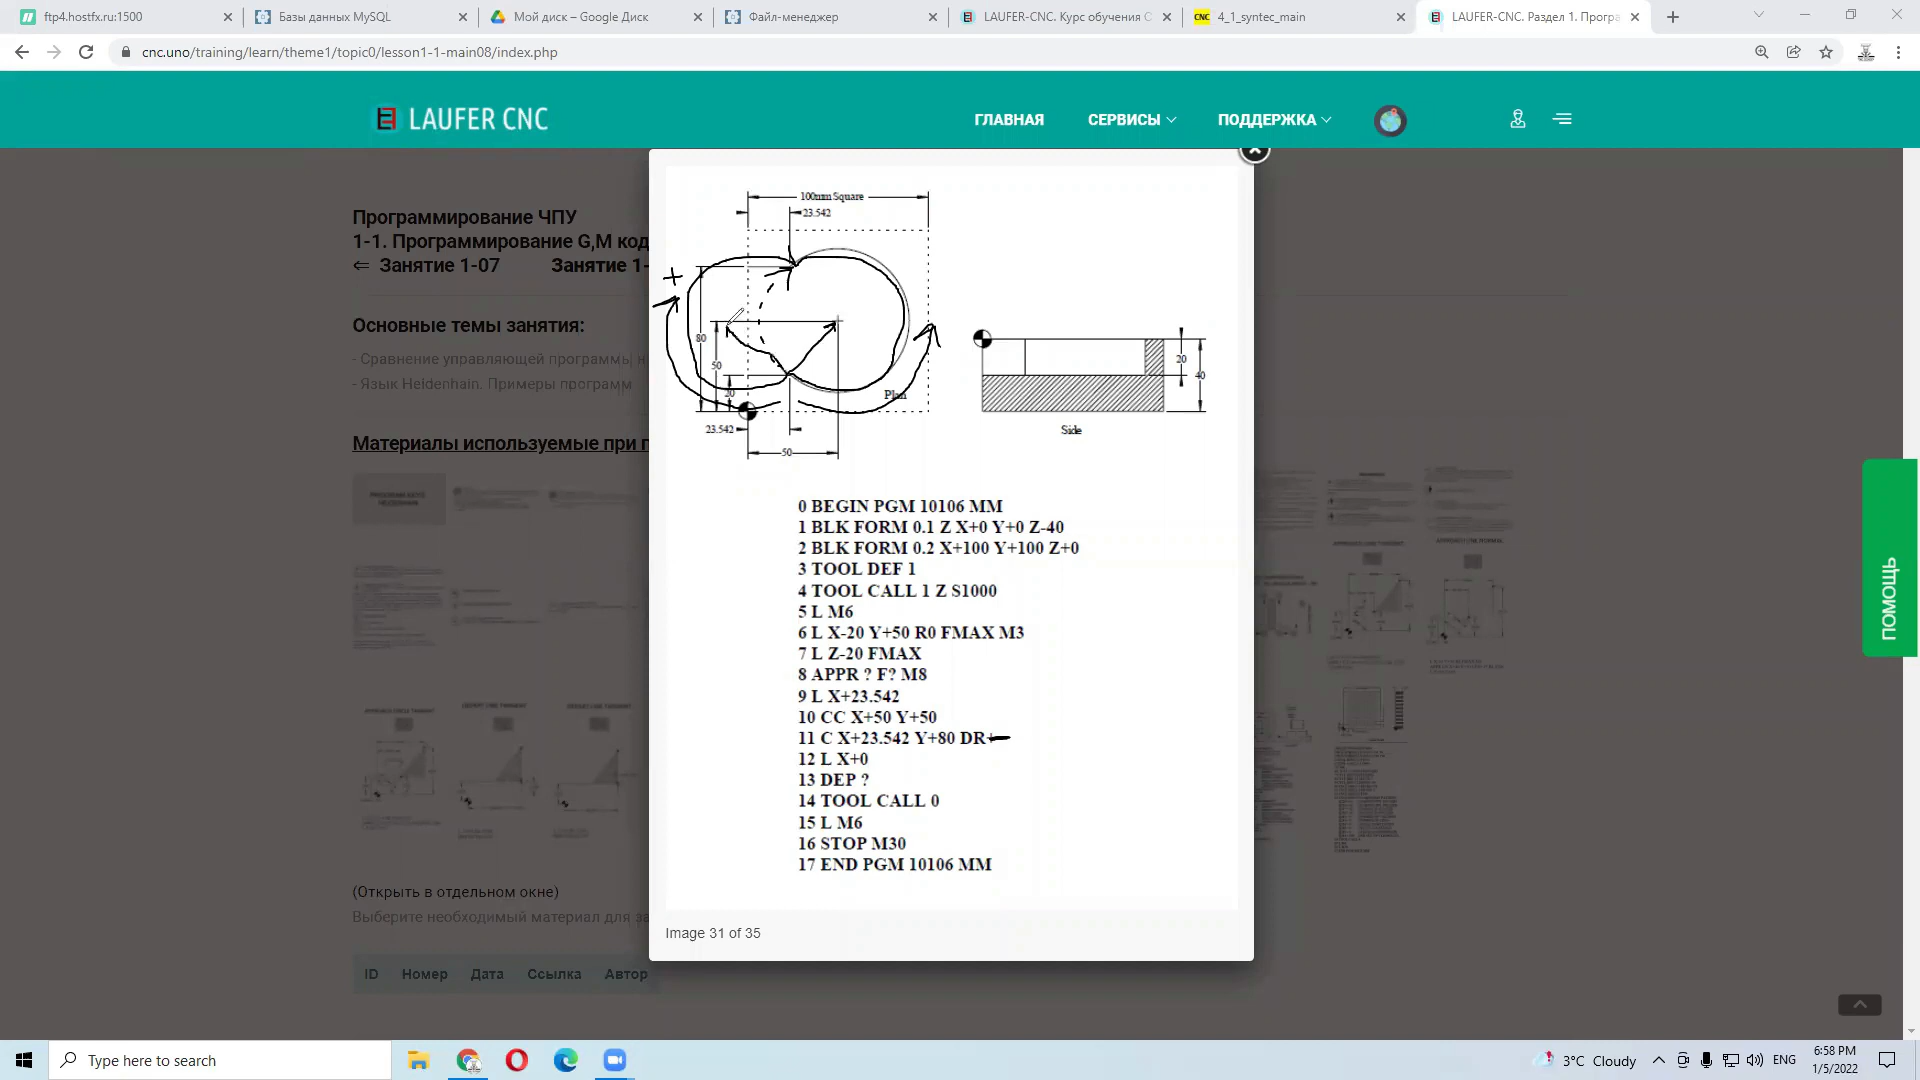 ftp4.hostfx.ru:1500
Базы данных MySQL
Мой диск – Google Диск
Файл-менеджер
LAUFER-CNC. Курс обучения С
CNC 4_1_syntec_main
LAUFER-CNC. Раздел 1. Програ
cnc.uno/training/learn/theme1/topic0/lesson1-1-main08/index.php
LAUFER CNC
ГЛАВНАЯ
СЕРВИСЫ
ПОДДЕРЖКА
Программирование ЧПУ
1-1. Программирование G,M код
⇐ Занятие 1-07 Занятие 1-
Основные темы занятия:
- Сравнение управляющей программы н
- Язык Heidenhain. Примеры программ
Материалы используемые при п
(Открыть в отдельном окне)
Выберите необходимый материал для за
ID Номер Дата Ссылка Автор
100mm Square
23.542
+
80
50
20
Plan
23.542
50
20
40
Side
0 BEGIN PGM 10106 MM
1 BLK FORM 0.1 Z X+0 Y+0 Z-40
2 BLK FORM 0.2 X+100 Y+100 Z+0
3 TOOL DEF 1
4 TOOL CALL 1 Z S1000
5 L M6
6 L X-20 Y+50 R0 FMAX M3
7 L Z-20 FMAX
8 APPR ? F? M8
9 L X+23.542
10 CC X+50 Y+50
11 C X+23.542 Y+80 DR+
12 L X+0
13 DEP ?
14 TOOL CALL 0
15 L M6
16 STOP M30
17 END PGM 10106 MM
Image 31 of 35
ПОМОЩЬ
Type here to search
3°C Cloudy
ENG
6:58 PM
1/5/2022